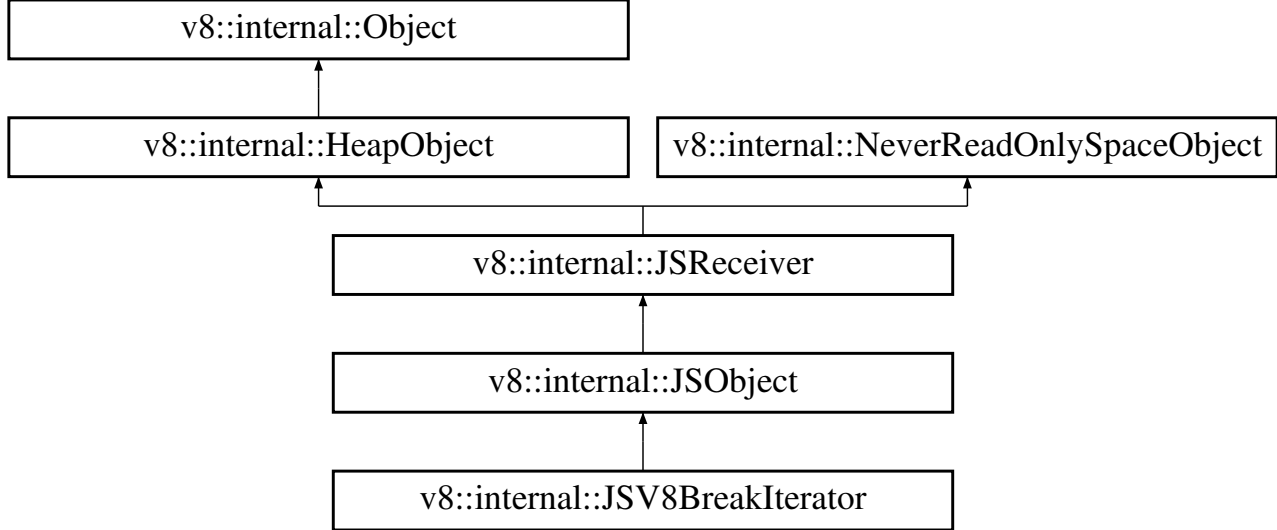 v8::internal::Object
v8::internal::HeapObject
v8::internal::NeverReadOnlySpaceObject
v8::internal::JSReceiver
v8::internal::JSObject
v8::internal::JSV8BreakIterator